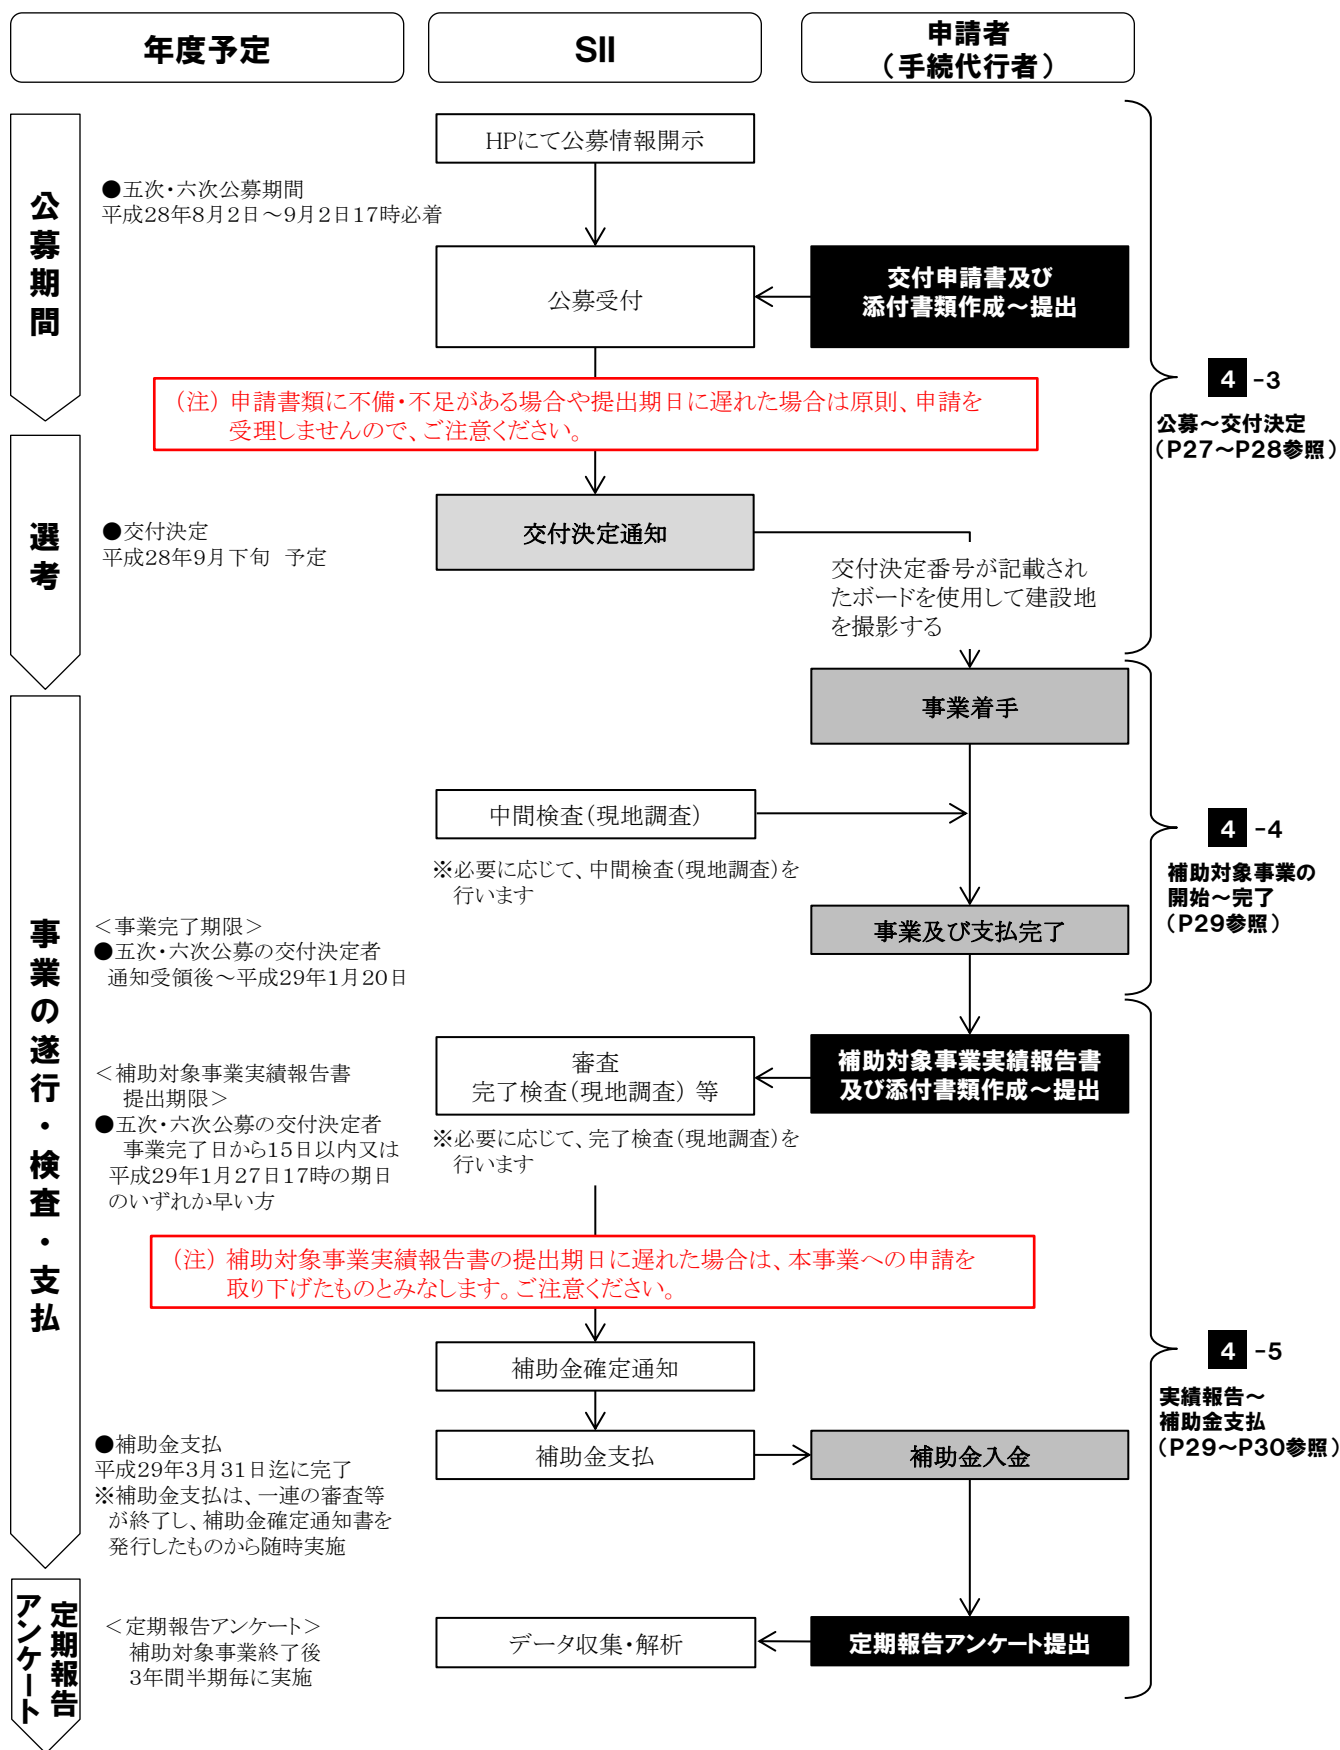 年度予定
SII
申請者
（手続代行者）
公募期間
HPにて公募情報開示
●五次・六次公募期間
平成28年8月2日～9月2日17時必着
公募受付
交付申請書及び
添付書類作成～提出
（注） 申請書類に不備・不足がある場合や提出期日に遅れた場合は原則、申請を
受理しませんので、ご注意ください。
4 -3
公募～交付決定
（P27～P28参照）
選考
●交付決定
平成28年9月下旬 予定
交付決定通知
交付決定番号が記載され
たボードを使用して建設地
を撮影する
事業の遂行・検査・支払
事業着手
中間検査（現地調査）
※必要に応じて、中間検査（現地調査）を
行います
4 -4
補助対象事業の
開始～完了
（P29参照）
＜事業完了期限＞
●五次・六次公募の交付決定者
通知受領後～平成29年1月20日
事業及び支払完了
＜補助対象事業実績報告書
提出期限＞
●五次・六次公募の交付決定者
事業完了日から15日以内又は
平成29年1月27日17時の期日
のいずれか早い方
審査
完了検査（現地調査） 等
※必要に応じて、完了検査（現地調査）を
行います
補助対象事業実績報告書
及び添付書類作成～提出
（注） 補助対象事業実績報告書の提出期日に遅れた場合は、本事業への申請を
取り下げたものとみなします。ご注意ください。
補助金確定通知
4 -5
実績報告～
補助金支払
（P29～P30参照）
●補助金支払
平成29年3月31日迄に完了
※補助金支払は、一連の審査等
が終了し、補助金確定通知書を
発行したものから随時実施
補助金支払
補助金入金
定期報告
アンケート
＜定期報告アンケート＞
補助対象事業終了後
3年間半期毎に実施
データ収集・解析
定期報告アンケート提出